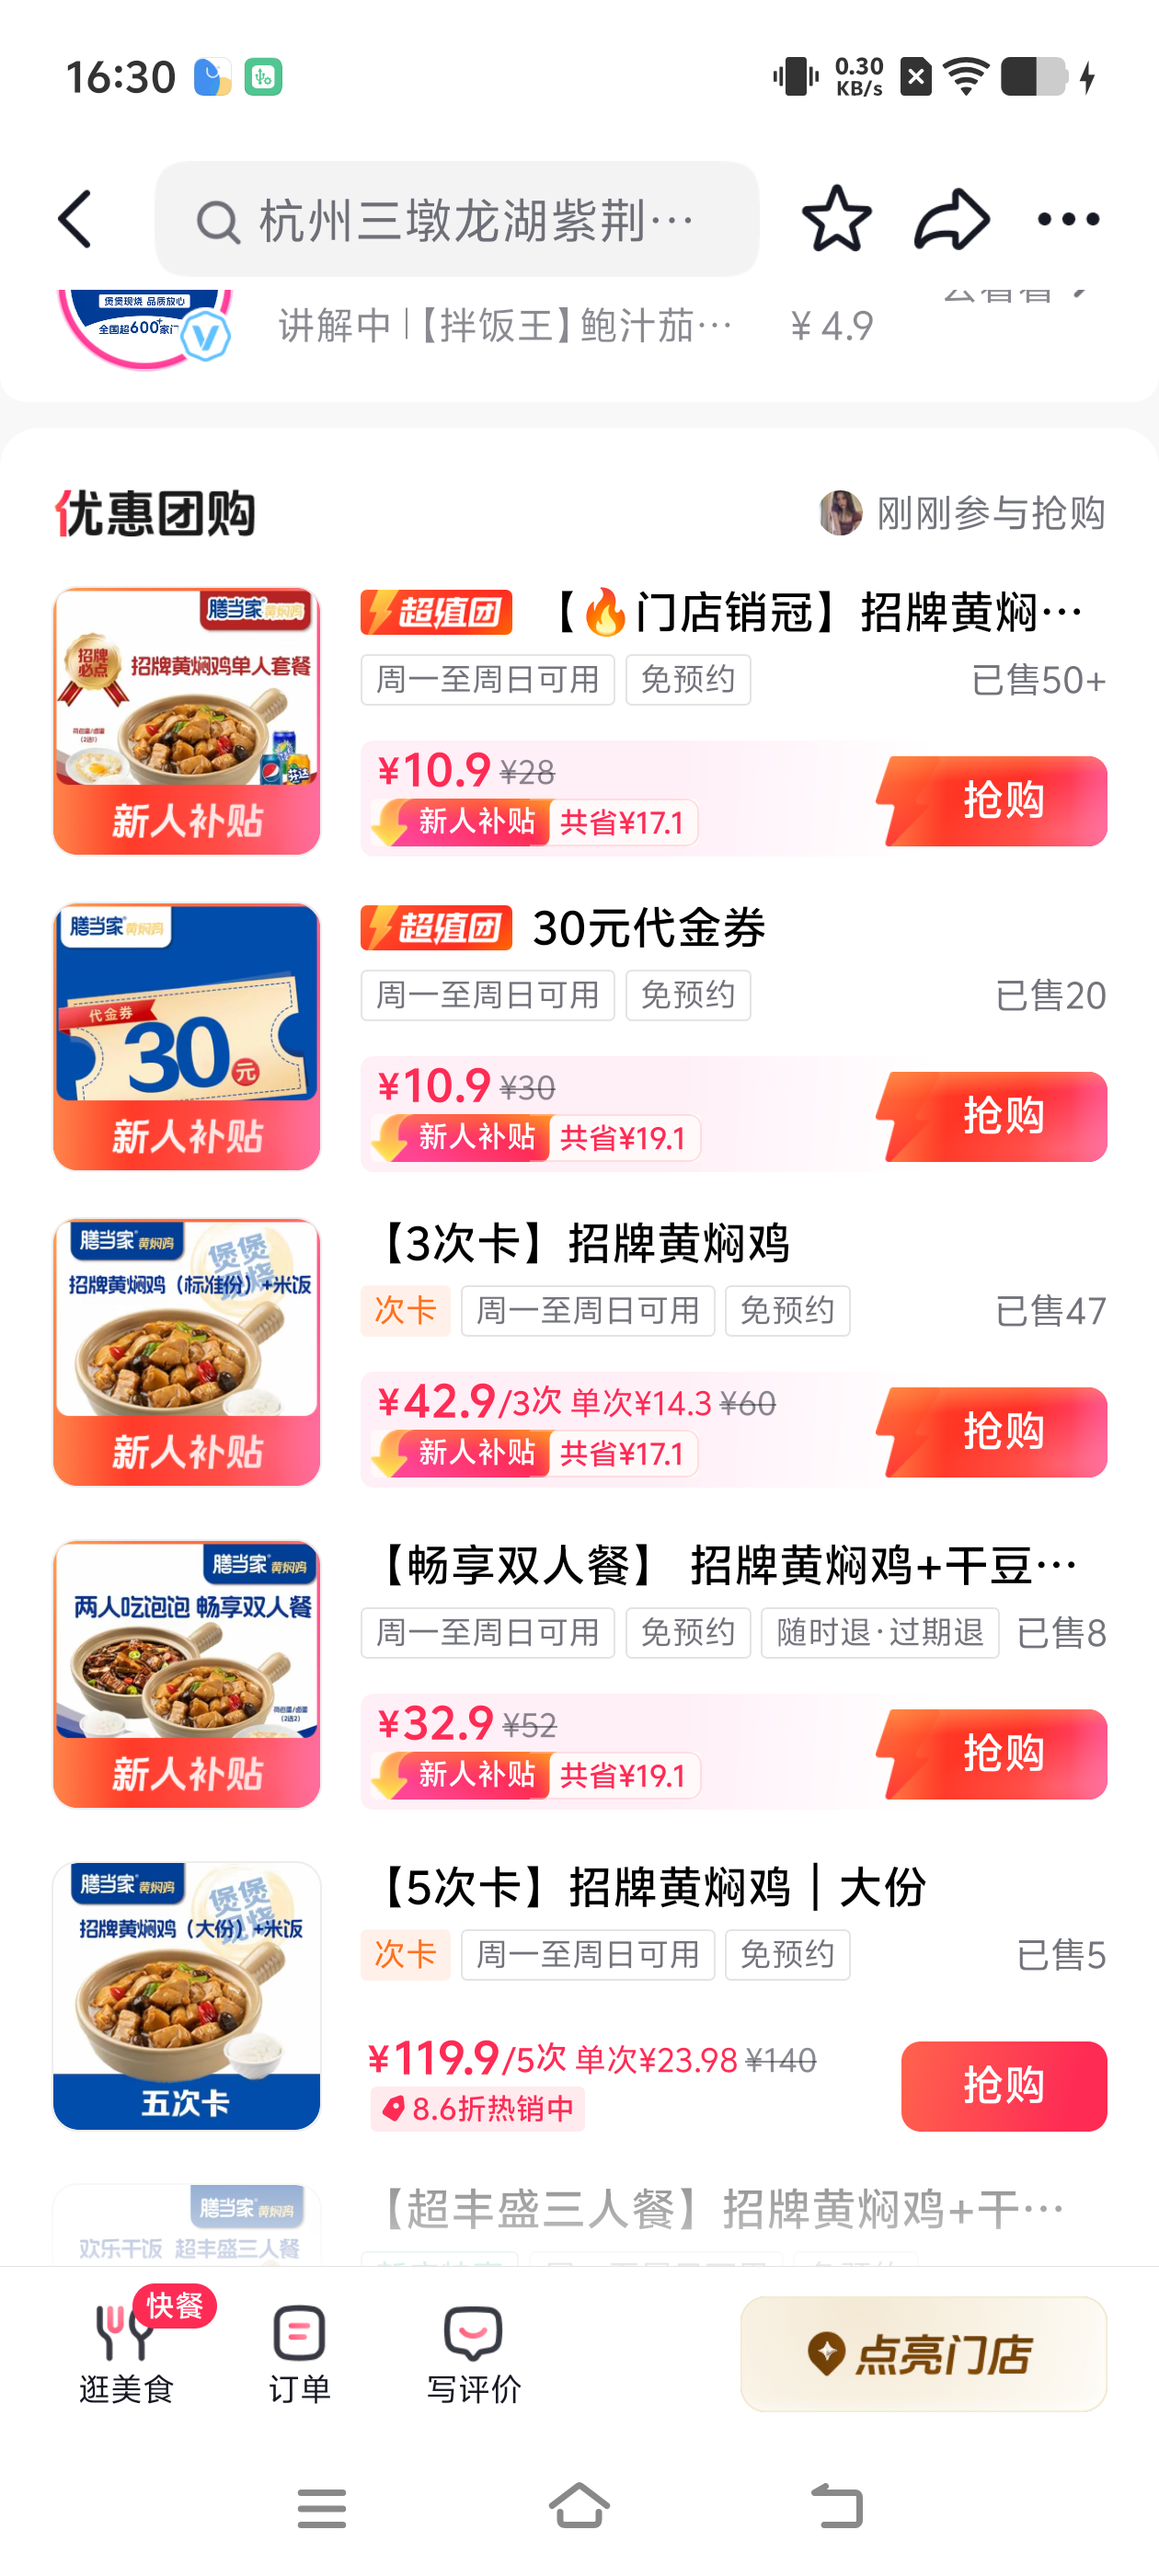 16:30
0.30
KB/s
杭州三墩龙湖紫荆…
煲煲现烧 品质放心
全国超600家门
讲解中 |【拌饭王】鲍汁茄…
¥ 4.9
去看看
优惠团购
刚刚参与抢购
膳当家 黄焖鸡
招牌必点
招牌黄焖鸡单人套餐
新人补贴
超值团
【🔥门店销冠】招牌黄焖…
周一至周日可用
免预约
已售50+
¥10.9 ¥28
新人补贴 共省¥17.1
抢购
膳当家 黄焖鸡
代金券
30元
新人补贴
超值团
30元代金券
周一至周日可用
免预约
已售20
¥10.9 ¥30
新人补贴 共省¥19.1
抢购
膳当家 黄焖鸡
煲煲现烧
招牌黄焖鸡（标准份）+米饭
新人补贴
【3次卡】招牌黄焖鸡
次卡
周一至周日可用
免预约
已售47
¥42.9/3次 单次¥14.3 ¥60
新人补贴 共省¥17.1
抢购
膳当家 黄焖鸡
两人吃饱饱 畅享双人餐
新人补贴
【畅享双人餐】 招牌黄焖鸡+干豆…
周一至周日可用
免预约
随时退·过期退
已售8
¥32.9 ¥52
新人补贴 共省¥19.1
抢购
膳当家 黄焖鸡
煲煲现烧
招牌黄焖鸡（大份）+米饭
五次卡
【5次卡】招牌黄焖鸡｜大份
次卡
周一至周日可用
免预约
已售5
¥119.9/5次 单次¥23.98 ¥140
8.6折热销中
抢购
膳当家 黄焖鸡
欢乐干饭 超丰盛三人餐
【超丰盛三人餐】招牌黄焖鸡+干…
快餐
逛美食
订单
写评价
点亮门店